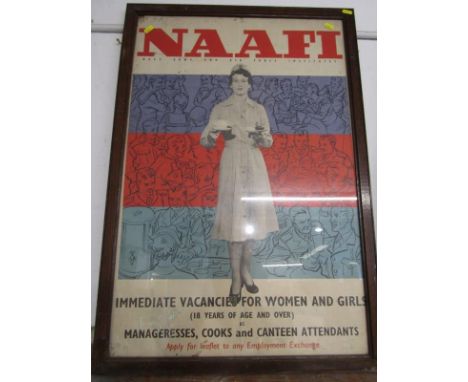 NAAFI
NAVY ARMY AND AIR FORCE INSTITUTES
IMMEDIATE VACANCIES FOR WOMEN AND GIRLS
(18 YEARS OF AGE AND OVER)
as
MANAGERESSES, COOKS and CANTEEN ATTENDANTS
Apply for leaflet to any Employment Exchange